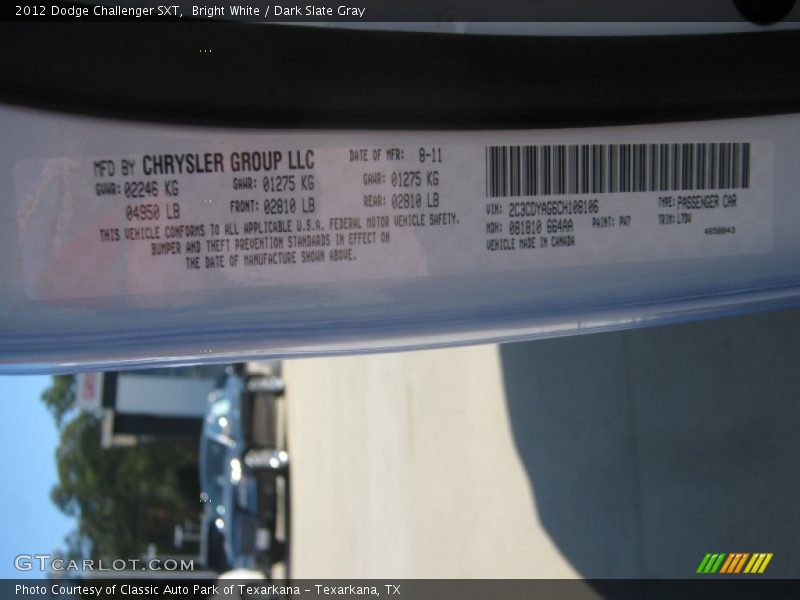 2012 Dodge Challenger SXT, Bright White / Dark Slate Gray
MFD BY CHRYSLER GROUP LLC DATE OF MFR: 8-11
GVWR: 02246 KG GAWR: 01275 KG GAWR: 01275 KG
04950 LB FRONT: 02810 LB REAR: 02810 LB
THIS VEHICLE CONFORMS TO ALL APPLICABLE U.S.A. FEDERAL MOTOR VEHICLE SAFETY,
BUMPER AND THEFT PREVENTION STANDARDS IN EFFECT ON
THE DATE OF MANUFACTURE SHOWN ABOVE.
VIN: 2C3CDYAG6CH108106 TYPE: PASSENGER CAR
MDH: 081810 664AA PAINT: PW7 TRIM: LTDV
VEHICLE MADE IN CANADA 4658043
GTCARLOT.COM
Photo Courtesy of Classic Auto Park of Texarkana - Texarkana, TX